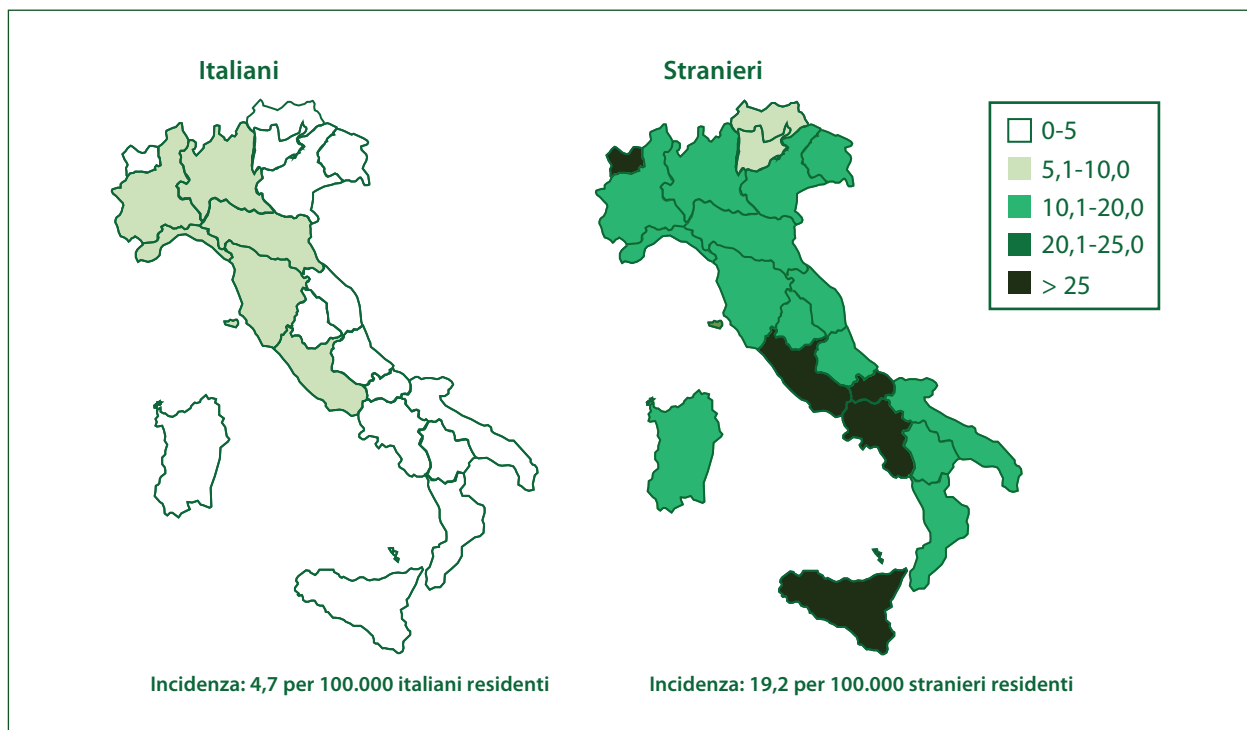 Italiani
Stranieri
0-5
5,1-10,0
10,1-20,0
20,1-25,0
> 25
Incidenza: 4,7 per 100.000 italiani residenti
Incidenza: 19,2 per 100.000 stranieri residenti